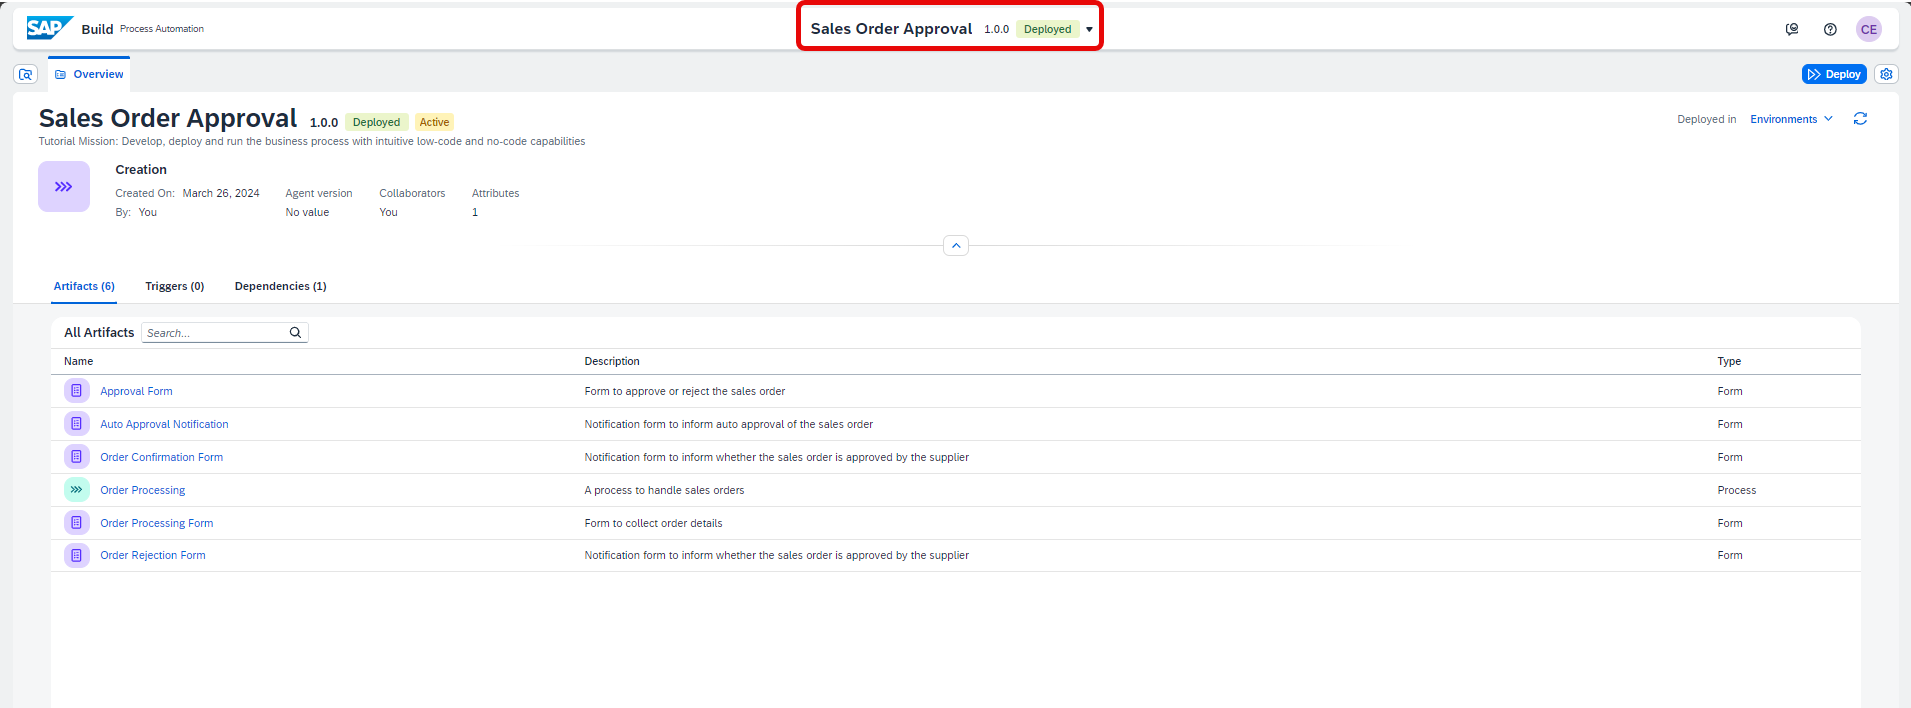 SAP Build Process Automation Sales Order Approval 1.0.0 Deployed CE
Overview Deploy
Sales Order Approval 1.0.0 Deployed Active Deployed in Environments
Tutorial Mission: Develop, deploy and run the business process with intuitive low-code and no-code capabilities
Creation
Created On: March 26, 2024 Agent version Collaborators Attributes
By: You No value You 1
Artifacts (6) Triggers (0) Dependencies (1)
All Artifacts Search...
Name Description Type
Approval Form Form to approve or reject the sales order Form
Auto Approval Notification Notification form to inform auto approval of the sales order Form
Order Confirmation Form Notification form to inform whether the sales order is approved by the supplier Form
Order Processing A process to handle sales orders Process
Order Processing Form Form to collect order details Form
Order Rejection Form Notification form to inform whether the sales order is approved by the supplier Form